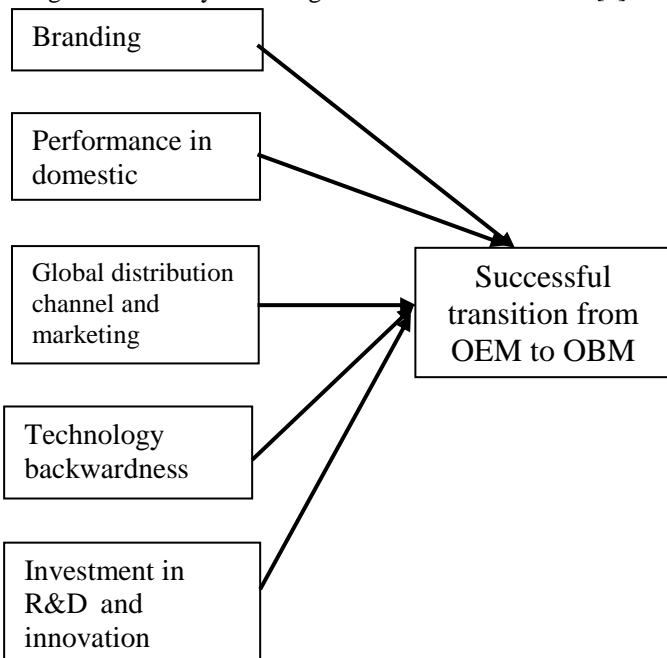 Branding
Performance in
domestic
Global distribution
channel and
marketing
Technology
backwardness
Investment in
R&D and
innovation
Successful
transition from
OEM to OBM